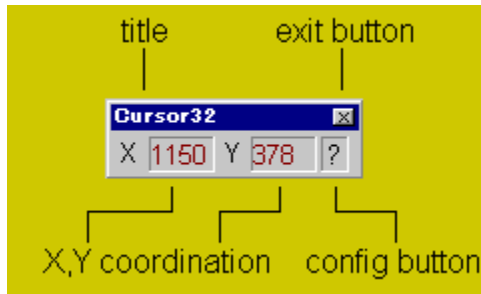 title exit button
Cursor32
X 1150 Y 378 ?
X,Y coordination config button